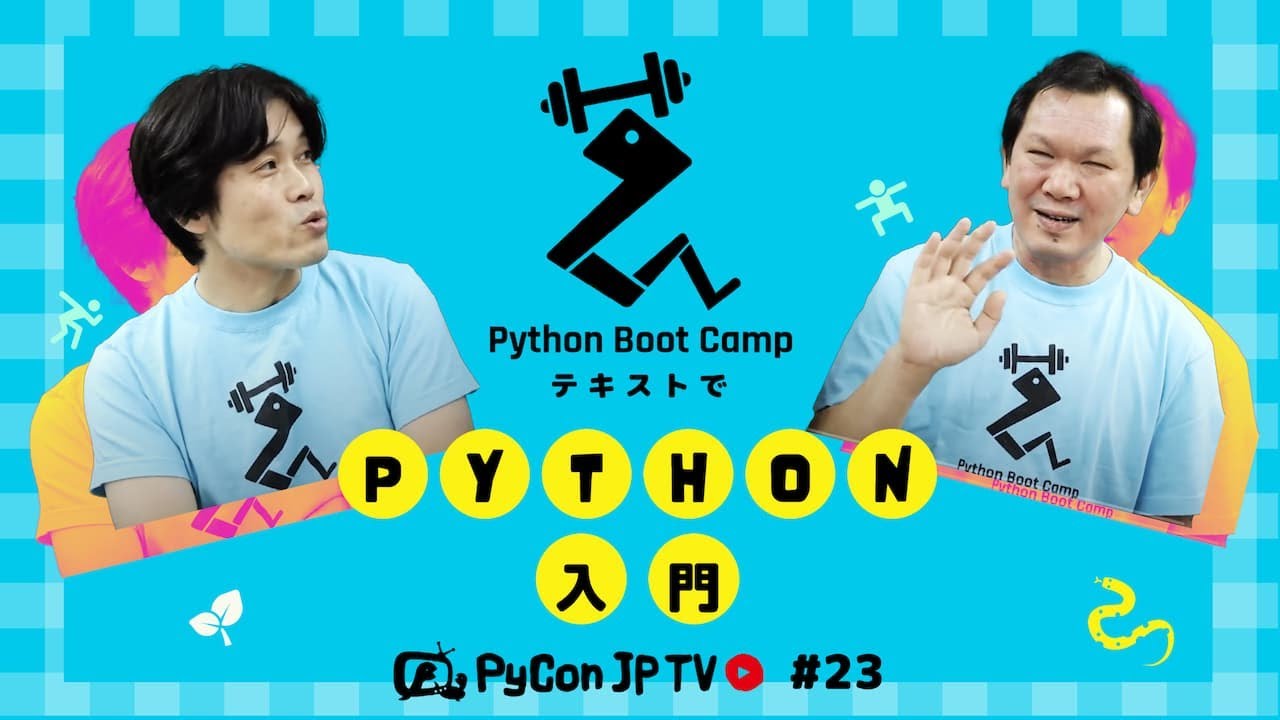 Python Boot Camp
テキストで
PYTHON
入門
Python Boot Camp
Python Boot Camp
PyCon JP TV #23